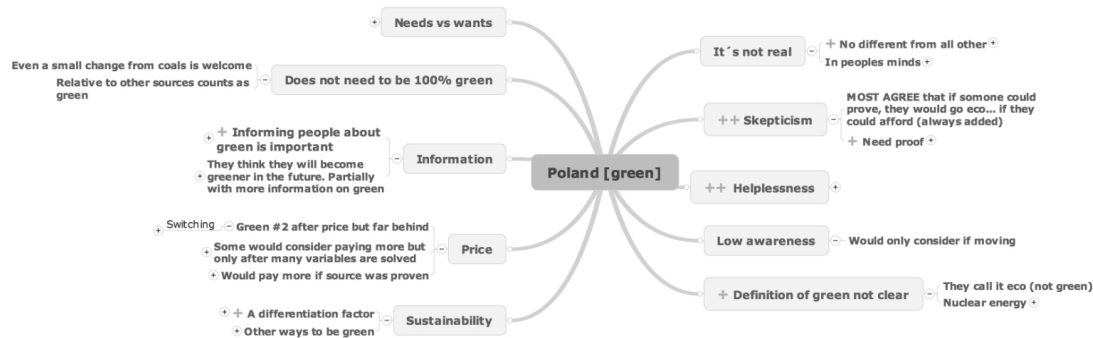 Needs vs wants
Even a small change from coals is welcome
Relative to other sources counts as
green
Does not need to be 100% green
+ Informing people about
green is important
They think they will become
greener in the future. Partially
with more information on green
Information
Switching
Green #2 after price but far behind
Some would consider paying more but
only after many variables are solved
Would pay more if source was proven
Price
+ A differentiation factor
Other ways to be green
Sustainability
Poland [green]
It´s not real
+ No different from all other
In peoples minds
++ Skepticism
MOST AGREE that if somone could
prove, they would go eco... if they
could afford (always added)
+ Need proof
++ Helplessness
Low awareness
Would only consider if moving
+ Definition of green not clear
They call it eco (not green)
Nuclear energy